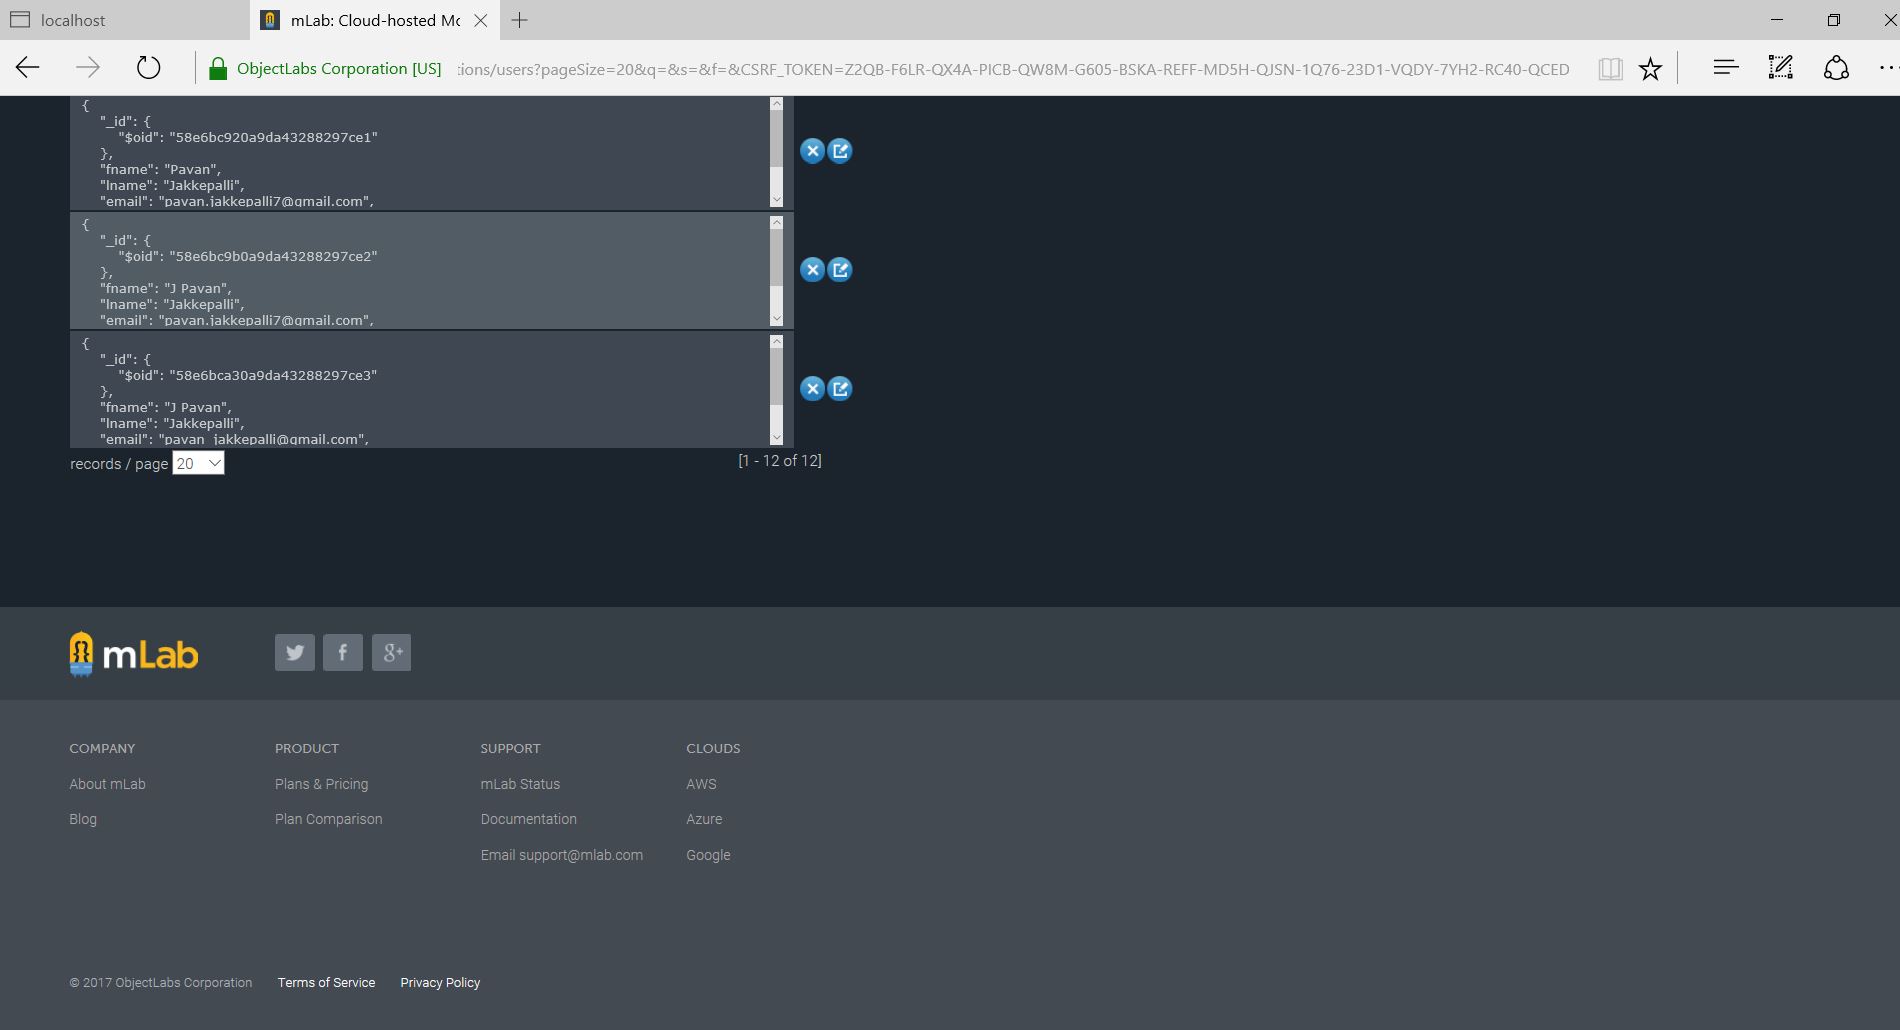 localhost
mLab: Cloud-hosted Mc
ObjectLabs Corporation [US] tions/users?pageSize=20&q=&s=&f=&CSRF_TOKEN=Z2QB-F6LR-QX4A-PICB-QW8M-G605-BSKA-REFF-MD5H-QJSN-1Q76-23D1-VQDY-7YH2-RC40-QCED
{
"_id": {
"$oid": "58e6bc920a9da43288297ce1"
},
"fname": "Pavan",
"lname": "Jakkepalli",
"email": "pavan.jakkepalli7@gmail.com",
{
"_id": {
"$oid": "58e6bc9b0a9da43288297ce2"
},
"fname": "J Pavan",
"lname": "Jakkepalli",
"email": "pavan.jakkepalli7@gmail.com",
{
"_id": {
"$oid": "58e6bca30a9da43288297ce3"
},
"fname": "J Pavan",
"lname": "Jakkepalli",
"email": "pavan_jakkepalli@gmail.com",
records / page 20 [1 - 12 of 12]
mLab
f g+
COMPANY PRODUCT SUPPORT CLOUDS
About mLab Plans & Pricing mLab Status AWS
Blog Plan Comparison Documentation Azure
Email support@mlab.com Google
© 2017 ObjectLabs Corporation Terms of Service Privacy Policy